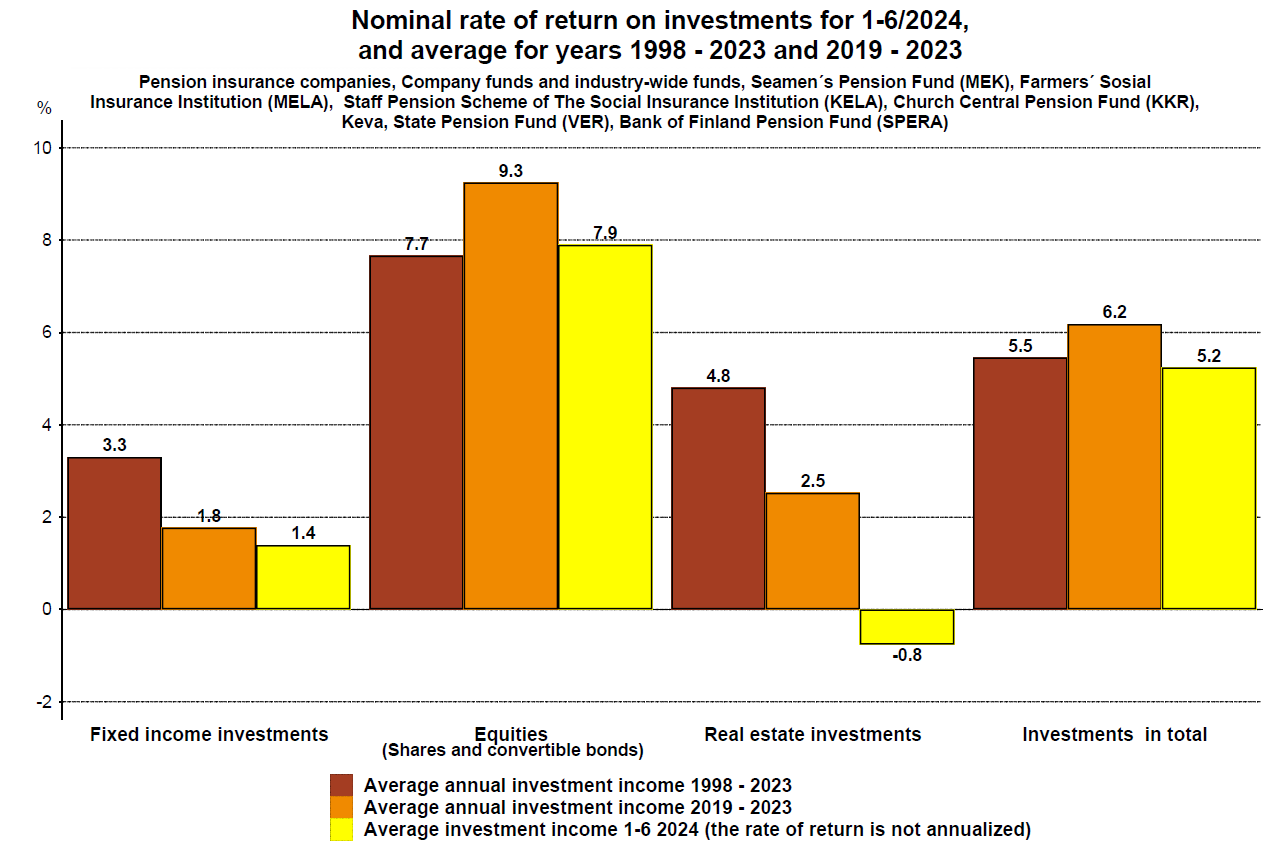 Nominal rate of return on investments for 1-6/2024,
and average for years 1998 - 2023 and 2019 - 2023
Pension insurance companies, Company funds and industry-wide funds, Seamen´s Pension Fund (MEK), Farmers´ Sosial
Insurance Institution (MELA), Staff Pension Scheme of The Social Insurance Institution (KELA), Church Central Pension Fund (KKR),
Keva, State Pension Fund (VER), Bank of Finland Pension Fund (SPERA)
%
10
8
6
4
2
0
-2
3.3
1.8
1.4
7.7
9.3
7.9
4.8
2.5
-0.8
5.5
6.2
5.2
Fixed income investments
Equities
(Shares and convertible bonds)
Real estate investments
Investments in total
Average annual investment income 1998 - 2023
Average annual investment income 2019 - 2023
Average investment income 1-6 2024 (the rate of return is not annualized)